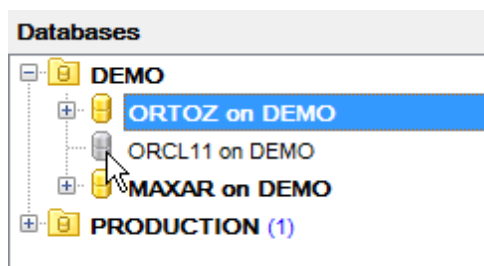 Databases
DEMO
ORTOZ on DEMO
ORCL11 on DEMO
MAXAR on DEMO
PRODUCTION (1)